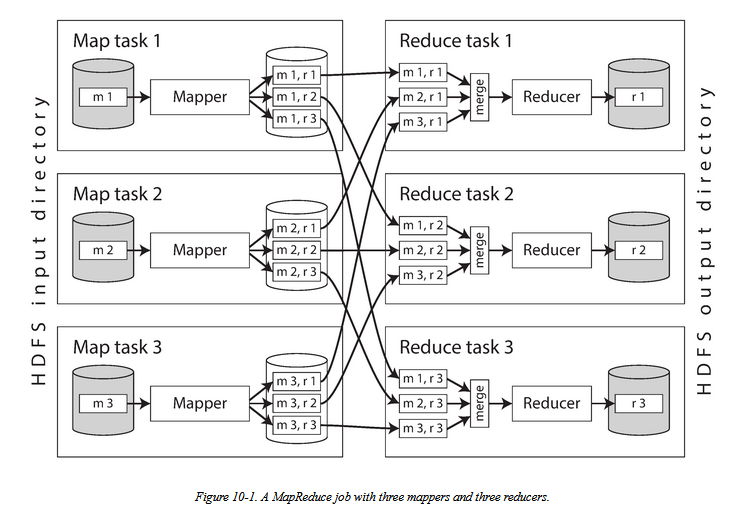 HDFS input directory
Map task 1
m 1
Mapper
m 1, r 1
m 1, r 2
m 1, r 3
Map task 2
m 2
Mapper
m 2, r 1
m 2, r 2
m 2, r 3
Map task 3
m 3
Mapper
m 3, r 1
m 3, r 2
m 3, r 3
Reduce task 1
m 1, r 1
m 2, r 1
m 3, r 1
merge
Reducer
r 1
Reduce task 2
m 1, r 2
m 2, r 2
m 3, r 2
merge
Reducer
r 2
Reduce task 3
m 1, r 3
m 2, r 3
m 3, r 3
merge
Reducer
r 3
HDFS output directory
Figure 10-1. A MapReduce job with three mappers and three reducers.